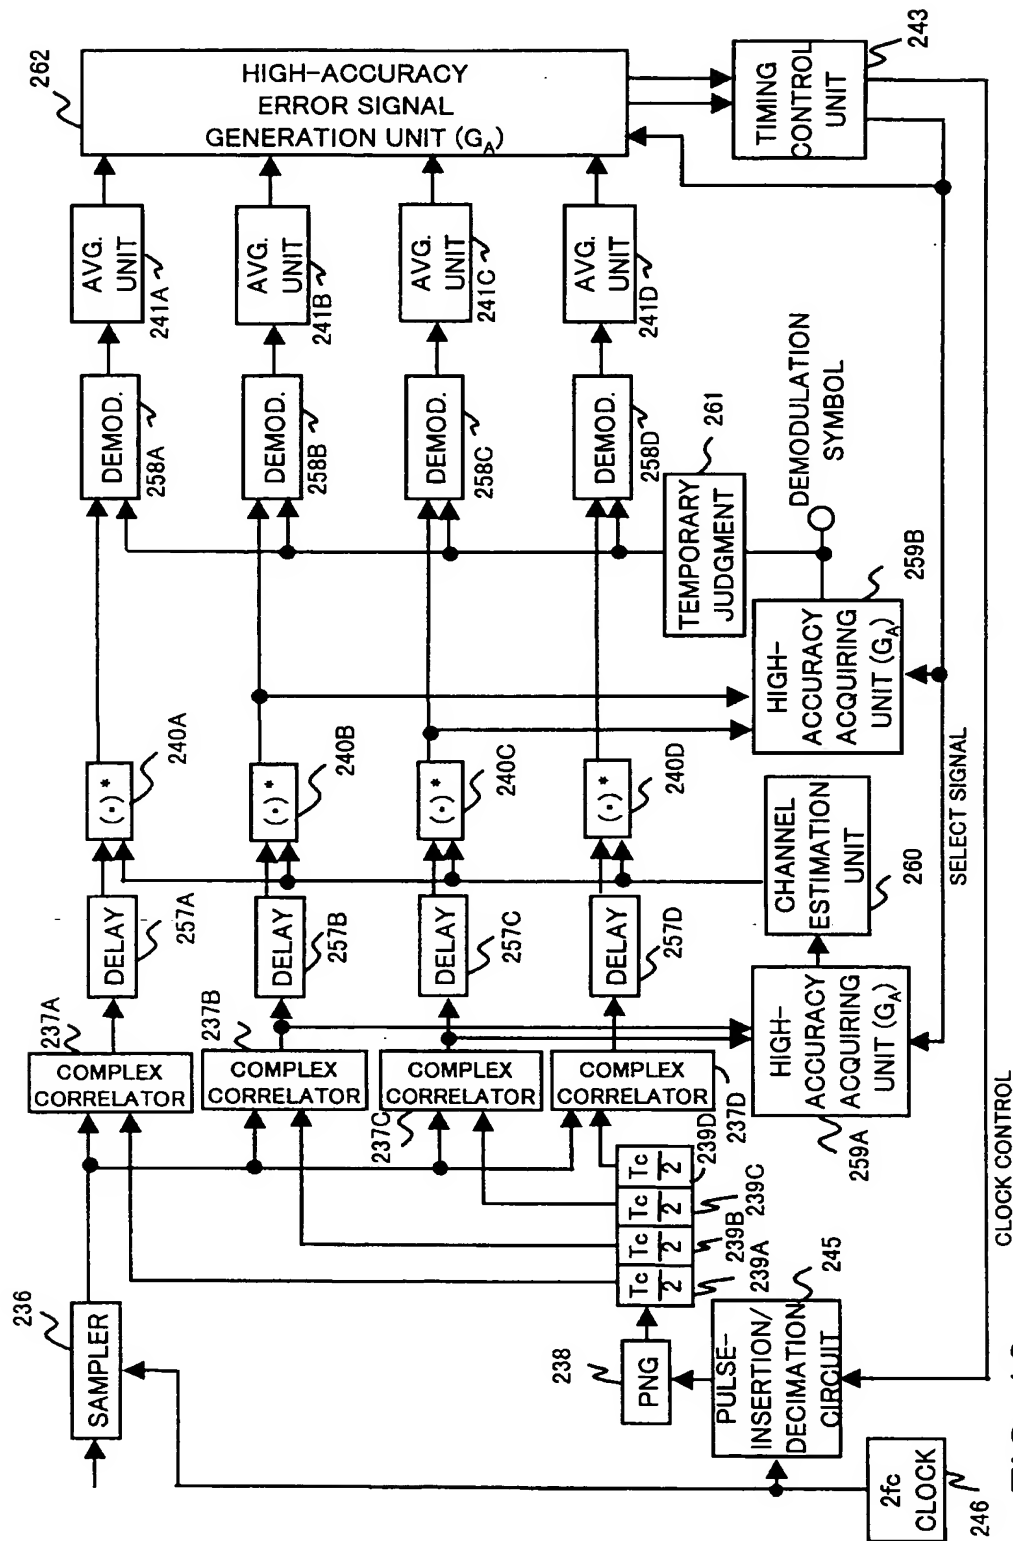 262
HIGH-ACCURACY
ERROR SIGNAL
GENERATION UNIT (GA)
TIMING
CONTROL
UNIT
243
AVG.
UNIT
241A
AVG.
UNIT
241B
AVG.
UNIT
241C
AVG.
UNIT
241D
DEMOD.
258A
DEMOD.
258B
DEMOD.
258C
DEMOD.
258D
TEMPORARY
JUDGMENT
261
DEMODULATION
SYMBOL
HIGH-
ACCURACY
ACQUIRING
UNIT (GA)
259B
(·)*
240A
(·)*
240B
(·)*
240C
(·)*
240D
CHANNEL
ESTIMATION
UNIT
260
SELECT SIGNAL
DELAY
257A
DELAY
257B
DELAY
257C
DELAY
257D
HIGH-
ACCURACY
ACQUIRING
UNIT (GA)
259A
237A
COMPLEX
CORRELATOR
237B
COMPLEX
CORRELATOR
COMPLEX
CORRELATOR
237C
COMPLEX
CORRELATOR
237D
Tc
2
239A
Tc
2
239B
Tc
2
239C
Tc
2
239D
CLOCK CONTROL
236
SAMPLER
238
PNG
PULSE-
INSERTION/
DECIMATION
CIRCUIT
245
2fc
CLOCK
246